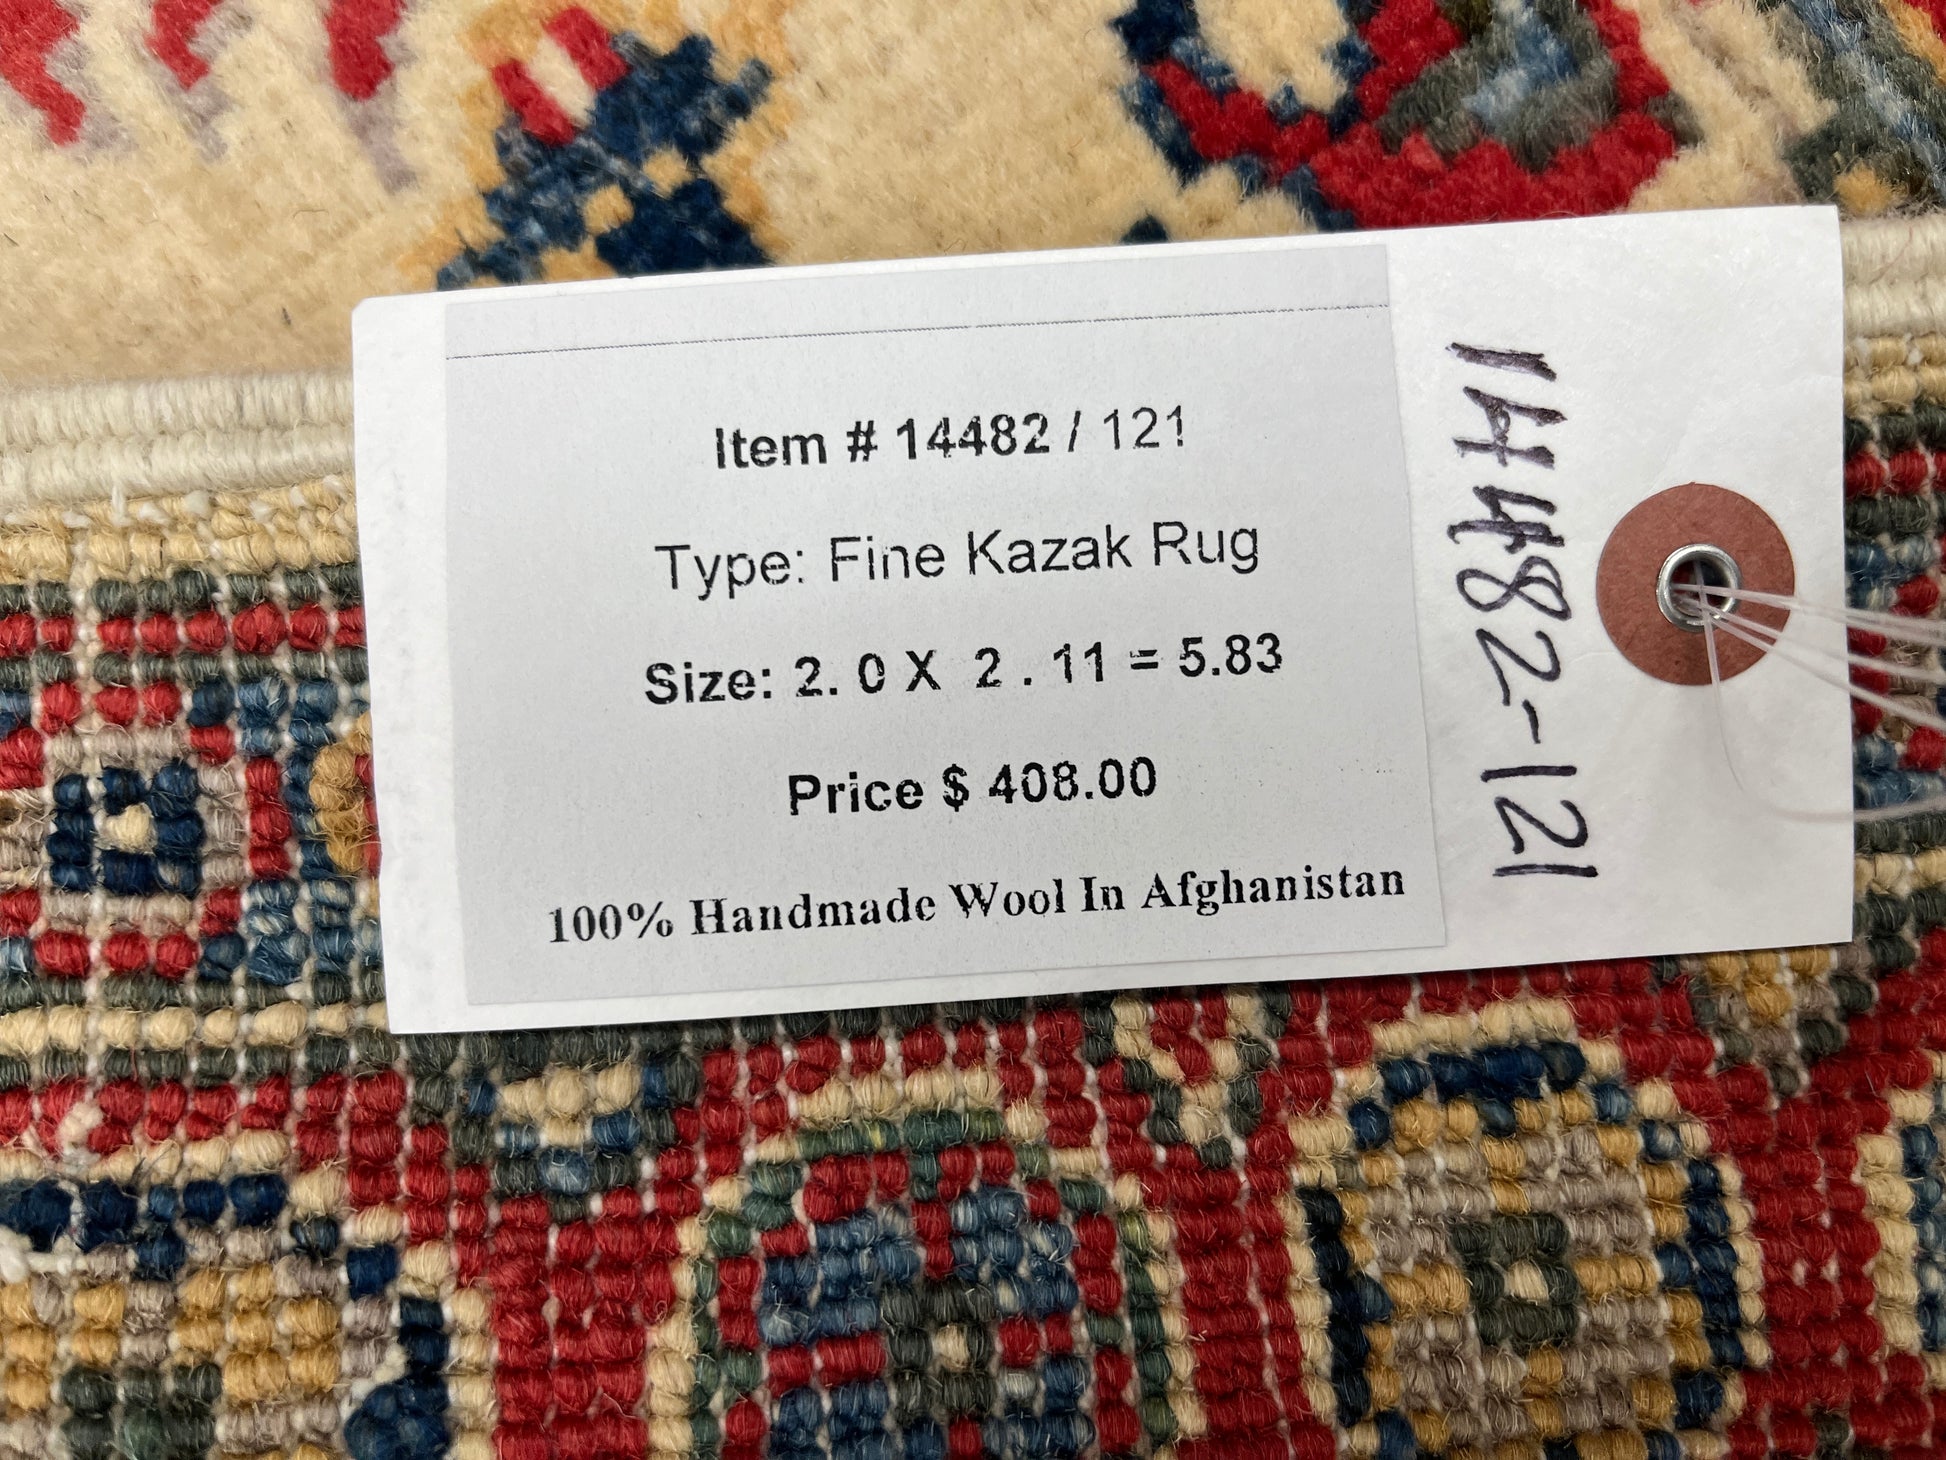 Item # 14482 / 121
Type: Fine Kazak Rug
Size: 2. 0 X 2 . 11 = 5.83
Price $ 408.00
100% Handmade Wool In Afghanistan
14482-121